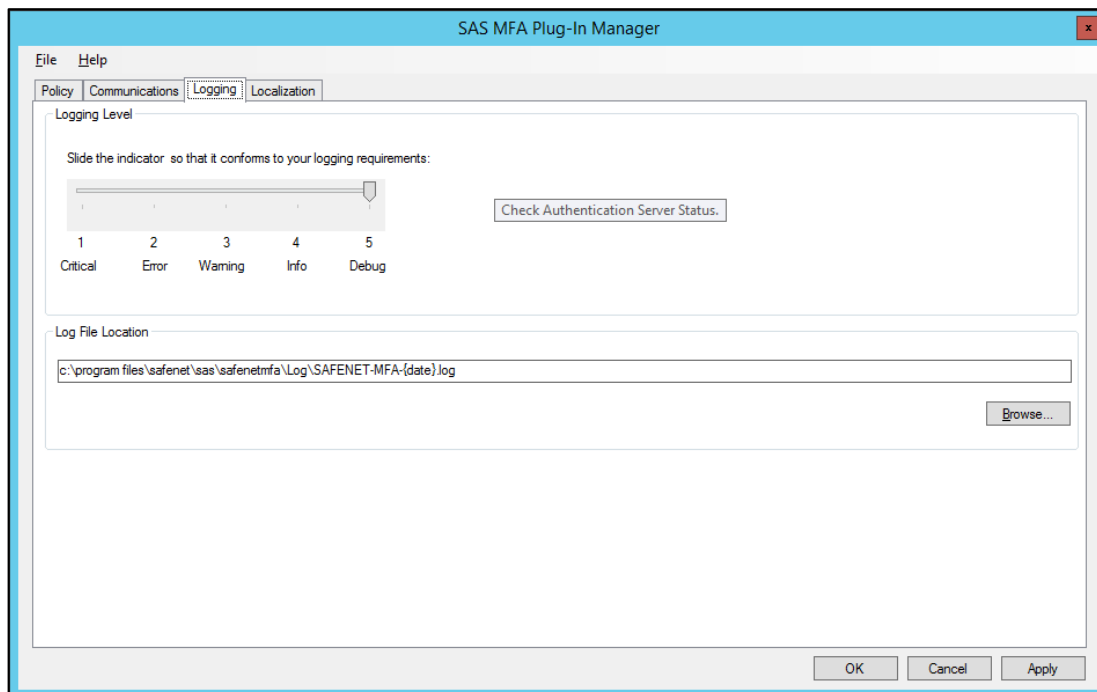 SAS MFA Plug-In Manager
x
File Help
Policy Communications Logging Localization
Logging Level
Slide the indicator so that it conforms to your logging requirements:
Check Authentication Server Status.
1 2 3 4 5
Critical Error Warning Info Debug
Log File Location
c:\program files\safenet\sas\safenetmfa\Log\SAFENET-MFA-{date}.log
Browse...
OK Cancel Apply